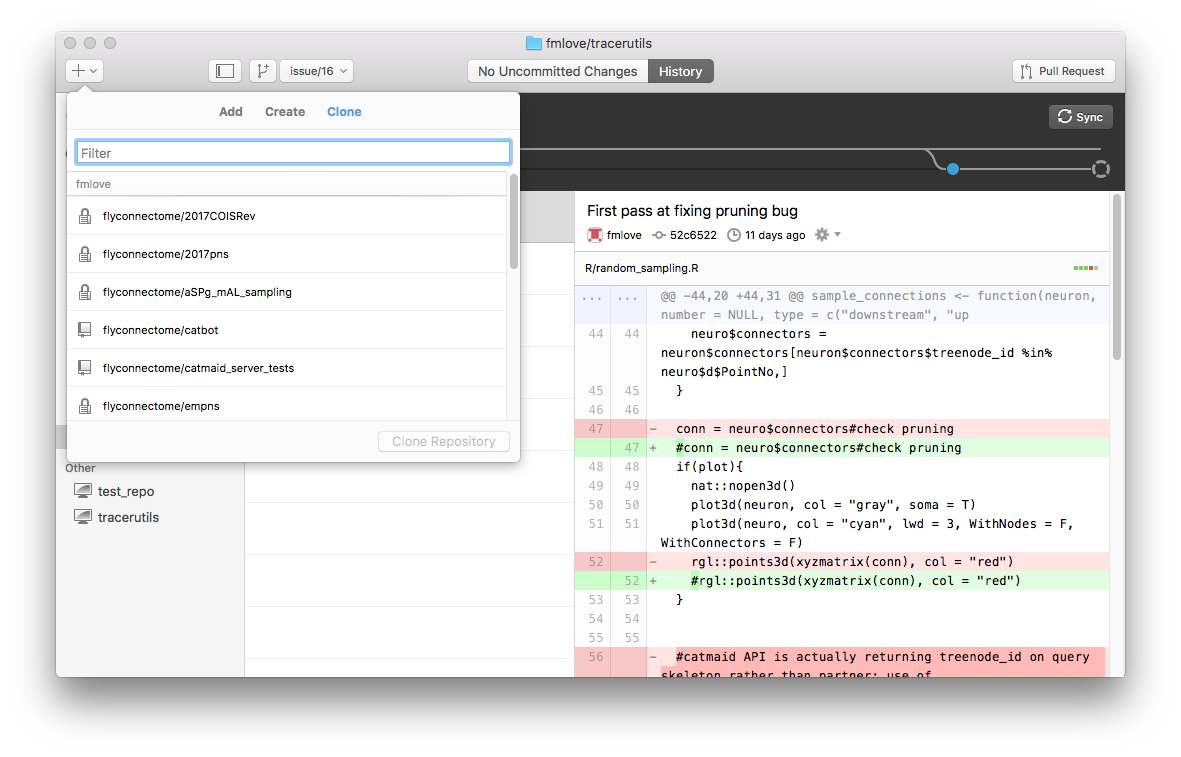 fmlove/tracerutils
issue/16
No Uncommitted Changes
History
Pull Request
Add
Create
Clone
Sync
Filter
fmlove
flyconnectome/2017COISRev
flyconnectome/2017pns
flyconnectome/aSPg_mAL_sampling
flyconnectome/catbot
flyconnectome/catmaid_server_tests
flyconnectome/empns
Clone Repository
Other
test_repo
tracerutils
First pass at fixing pruning bug
fmlove 52c6522 11 days ago
R/random_sampling.R
... ... @@ -44,20 +44,31 @@ sample_connections <- function(neuron,
number = NULL, type = c("downstream", "up
44 44 neuro$connectors =
neuron$connectors[neuron$connectors$treenode_id %in%
neuro$d$PointNo,]
45 45 }
46 46
47 - conn = neuro$connectors#check pruning
47 + #conn = neuro$connectors#check pruning
48 48 if(plot){
49 49 nat::nopen3d()
50 50 plot3d(neuron, col = "gray", soma = T)
51 51 plot3d(neuro, col = "cyan", lwd = 3, WithNodes = F,
WithConnectors = F)
52 - rgl::points3d(xyzmatrix(conn), col = "red")
52 + #rgl::points3d(xyzmatrix(conn), col = "red")
53 53 }
54 54
55 55
56 - #catmaid API is actually returning treenode_id on query
skeleton rather than partner; use of